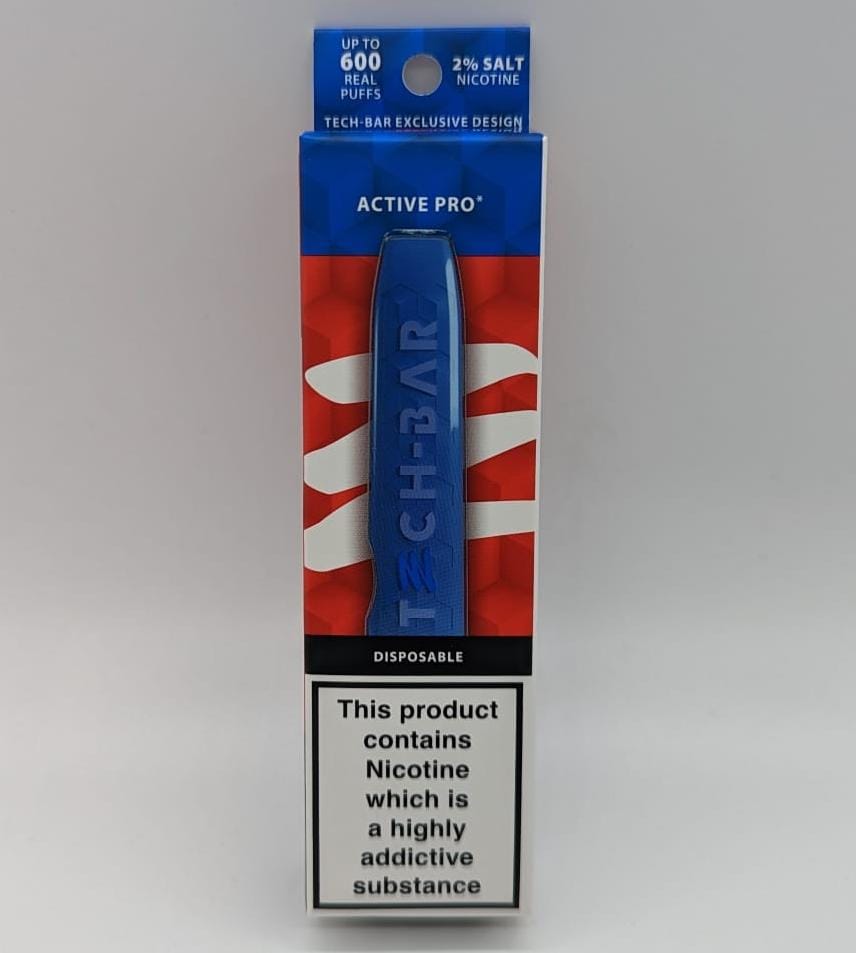 UP TO
600
REAL
PUFFS
2% SALT
NICOTINE
TECH-BAR EXCLUSIVE DESIGN
ACTIVE PRO*
TECH-BAR
DISPOSABLE
This product
contains
Nicotine
which is
a highly
addictive
substance